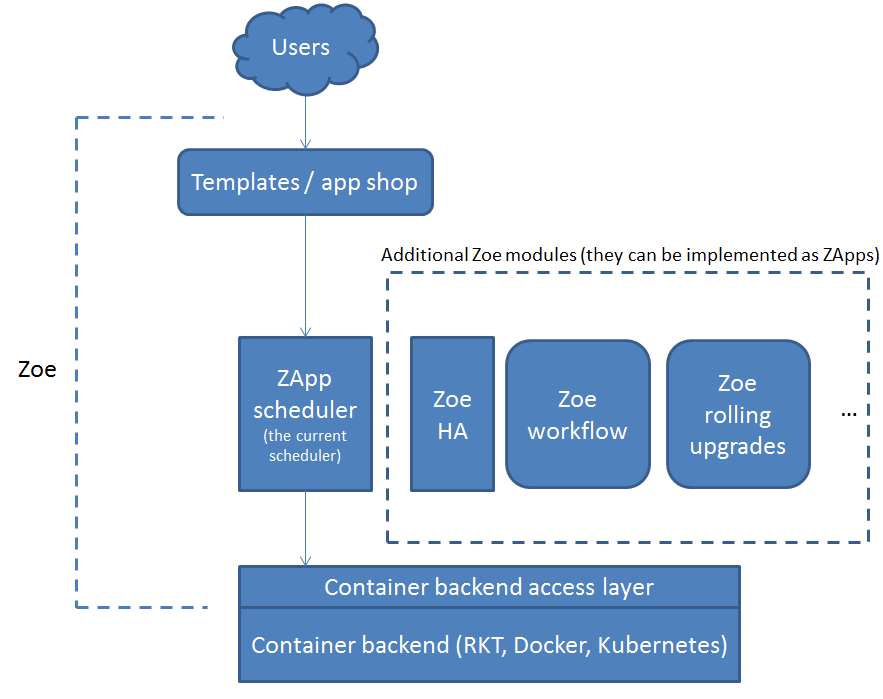 Users
Templates / app shop
Additional Zoe modules (they can be implemented as ZApps)
Zoe
ZApp
scheduler
(the current
scheduler)
Zoe
HA
Zoe
workflow
Zoe
rolling
upgrades
...
Container backend access layer
Container backend (RKT, Docker, Kubernetes)